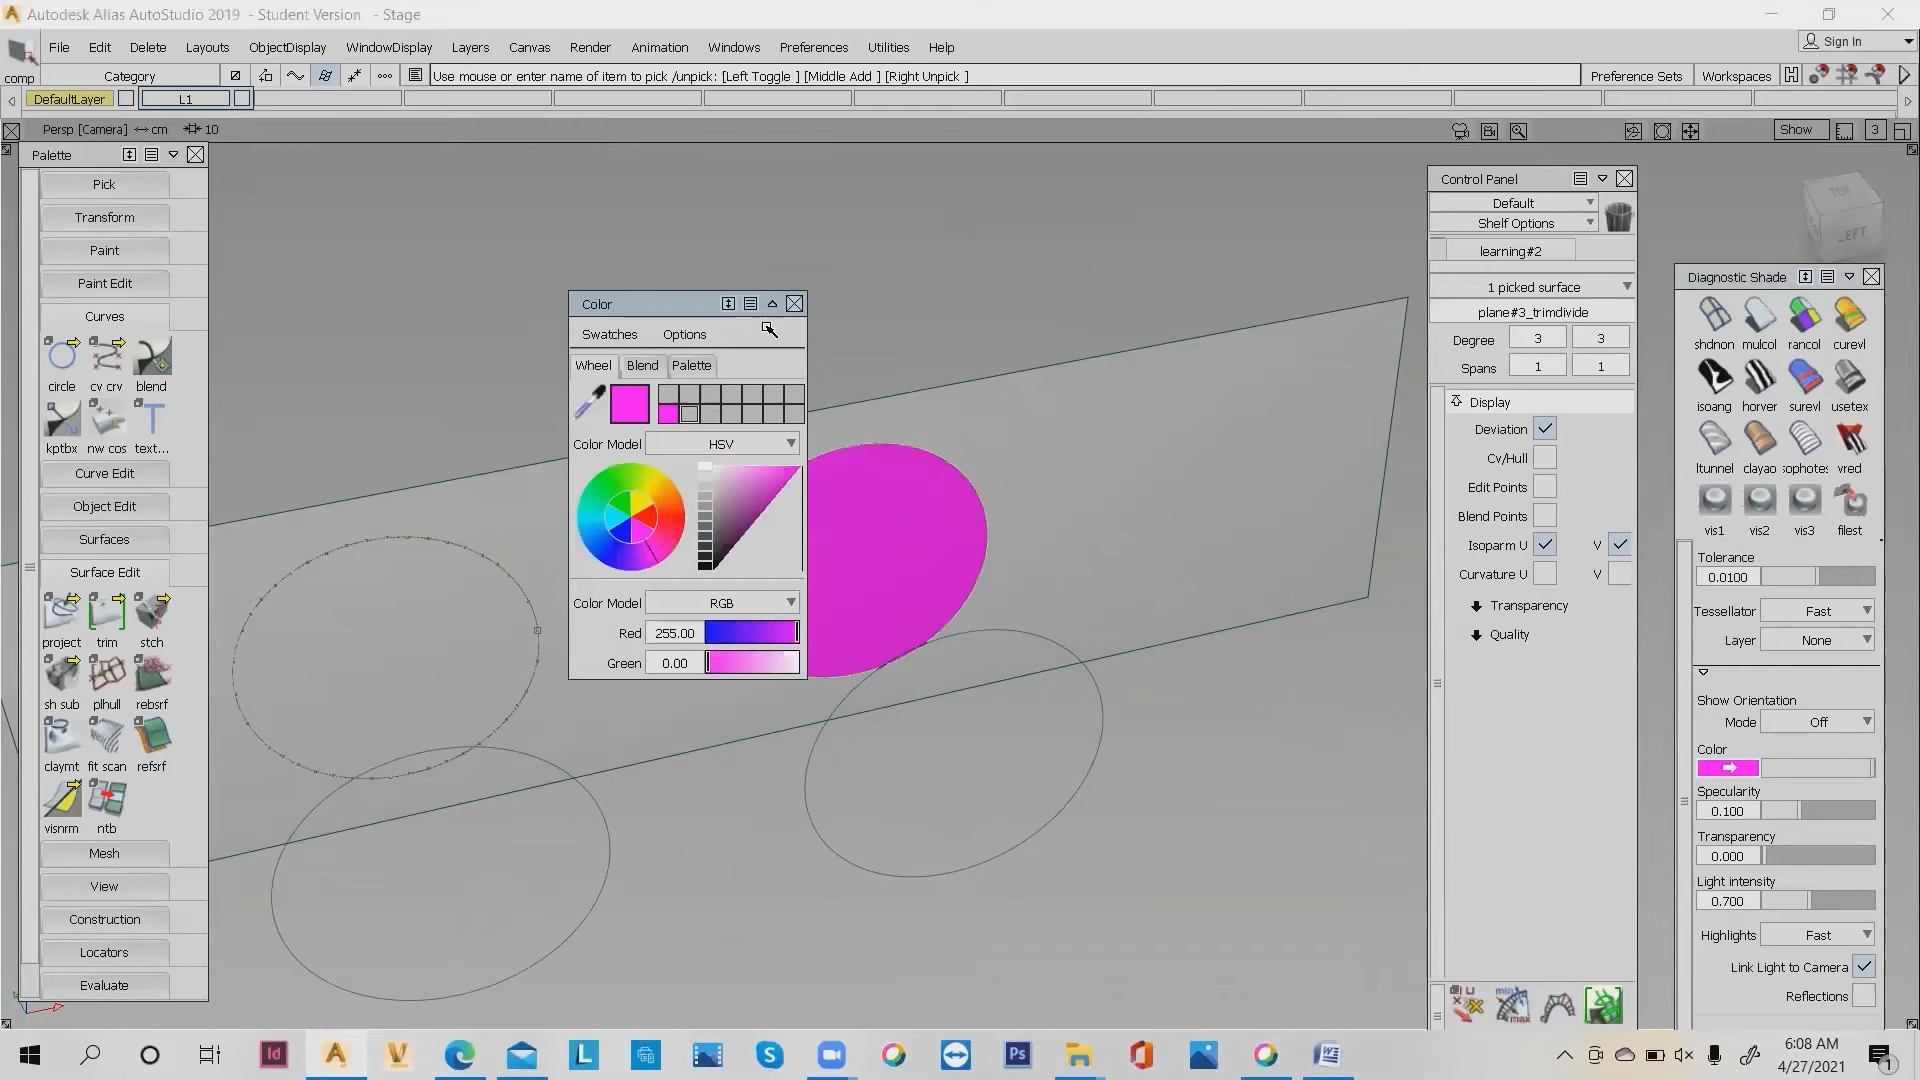 Autodesk Alias AutoStudio 2019 - Student Version - Stage
File Edit Delete Layouts ObjectDisplay WindowDisplay Layers Canvas Render Animation Windows Preferences Utilities Help
Sign In
comp
Category
Use mouse or enter name of item to pick /unpick: [Left Toggle ] [Middle Add ] [Right Unpick ]
Preference Sets
Workspaces
DefaultLayer
L1
Persp [Camera] ↔ cm 10
Show
3
Palette
Pick
Transform
Paint
Paint Edit
Curves
circle cv crv blend
kptbx nw cos text...
Curve Edit
Object Edit
Surfaces
Surface Edit
project trim stch
sh sub plhull rebsrf
claymt fit scan refsrf
visnrm ntb
Mesh
View
Construction
Locators
Evaluate
Color
Swatches Options
Wheel Blend Palette
Color Model HSV
Color Model RGB
Red 255.00
Green 0.00
Control Panel
Default
Shelf Options
learning#2
1 picked surface
plane#3_trimdivide
Degree 3 3
Spans 1 1
Display
Deviation
Cv/Hull
Edit Points
Blend Points
Isoparm U V
Curvature U V
Transparency
Quality
LEFT
Diagnostic Shade
shdnon mulcol rancol curevl
isoang horver surevl usetex
ltunnel clayao sophotes vred
vis1 vis2 vis3 filest
Tolerance
0.0100
Tessellator Fast
Layer None
Show Orientation
Mode Off
Color
Specularity
0.100
Transparency
0.000
Light intensity
0.700
Highlights Fast
Link Light to Camera
Reflections
6:08 AM
4/27/2021
1